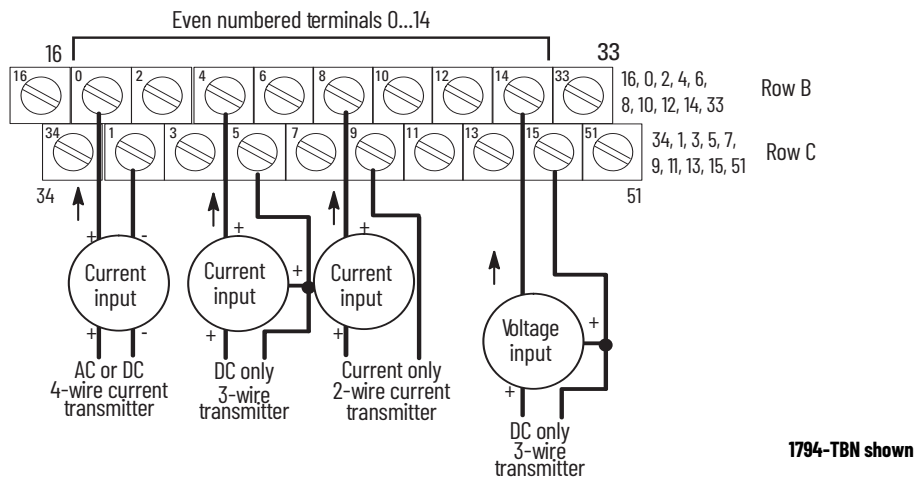 Even numbered terminals 0...14
16
33
16 0 2 4 6 8 10 12 14 33
16, 0, 2, 4, 6,
8, 10, 12, 14, 33
Row B
34 1 3 5 7 9 11 13 15 51
34, 1, 3, 5, 7,
9, 11, 13, 15, 51
Row C
34
51
+ -
+
+
Current
input
Current
input
+
Current
input
Voltage
input
+
+ -
+
+
+
AC or DC
4-wire current
transmitter
DC only
3-wire
transmitter
Current only
2-wire current
transmitter
DC only
3-wire
transmitter
1794-TBN shown